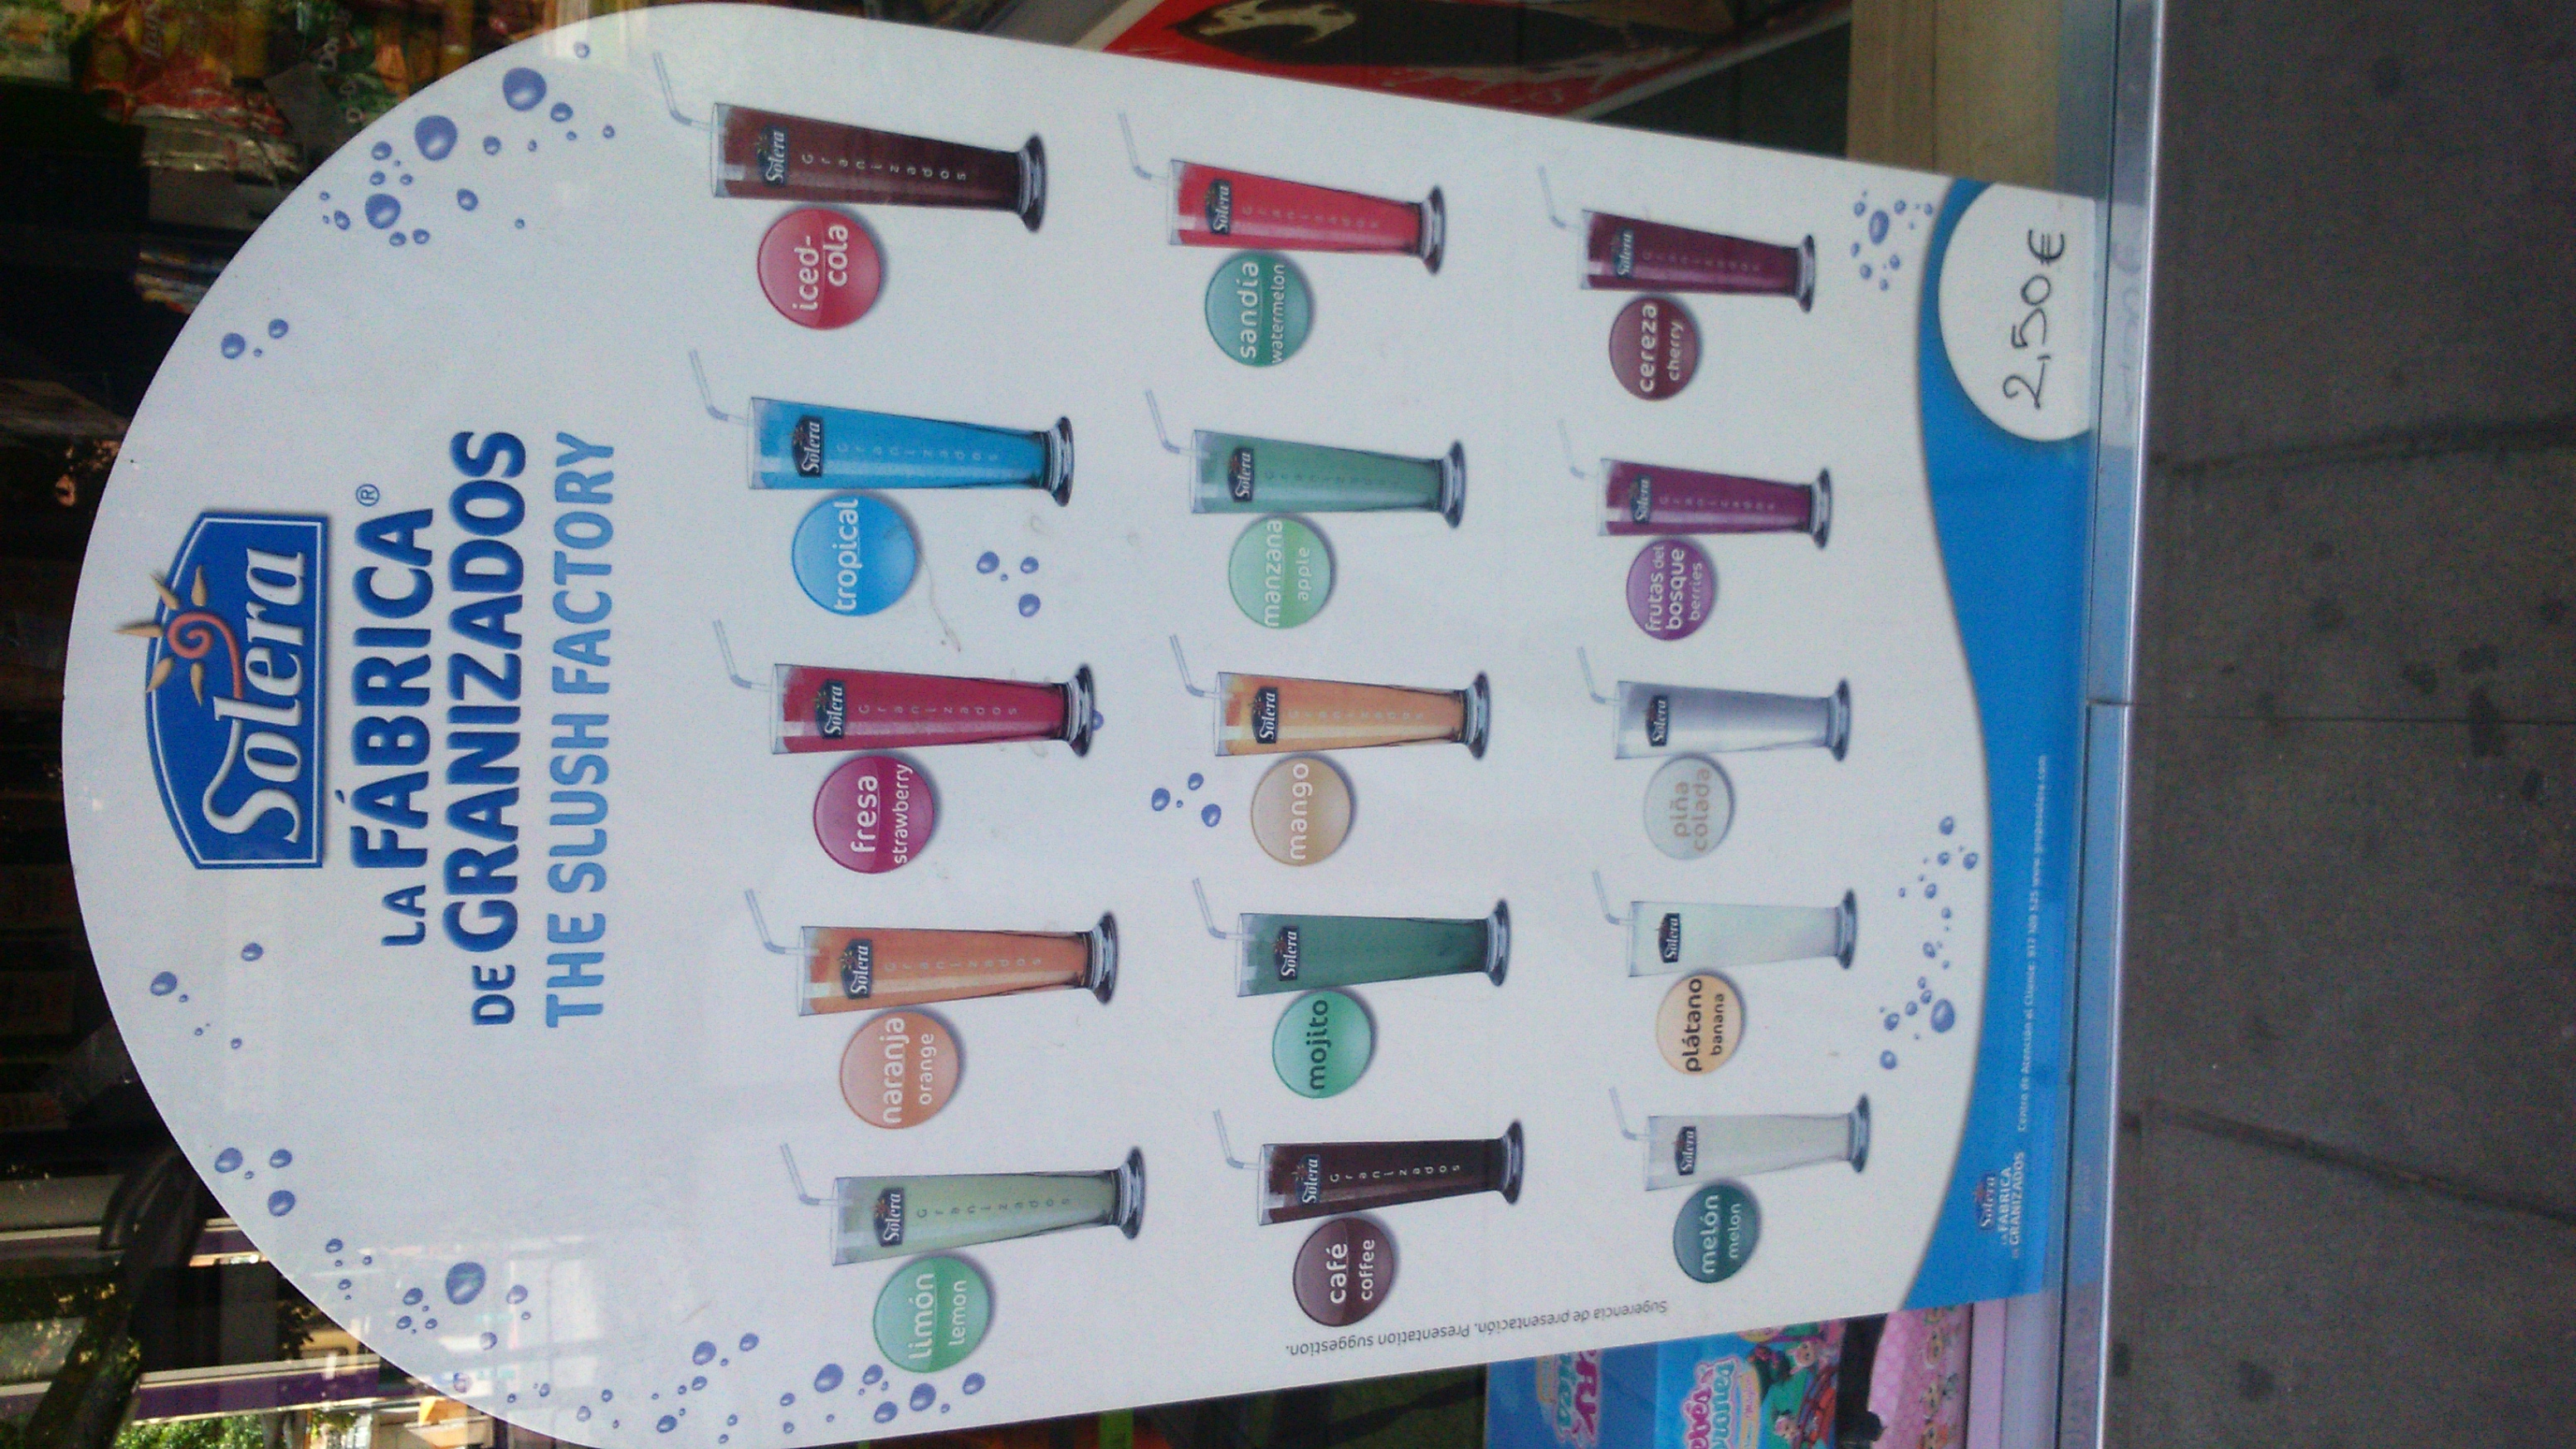 Solera
LA FÁBRICA®
DE GRANIZADOS
THE SLUSH FACTORY
limón
lemon
Solera
Granizados
naranja
orange
Solera
Granizados
fresa
strawberry
Solera
Granizados
tropical
Solera
Granizados
iced-
cola
Solera
Granizados
café
coffee
Solera
Granizados
mojito
Solera
mango
Solera
Granizados
manzana
apple
Solera
sandía
watermelon
Solera
Granizados
melón
melon
Solera
plátano
banana
Solera
piña
colada
Solera
frutas del
bosque
berries
Solera
Granizados
cereza
cherry
Solera
Granizados
Sugerencia de presentación. Presentation suggestion.
Solera
LA FÁBRICA
DE GRANIZADOS
Centro de Atención al Cliente: 917 109 525 www.gruposolera.com
2,50€